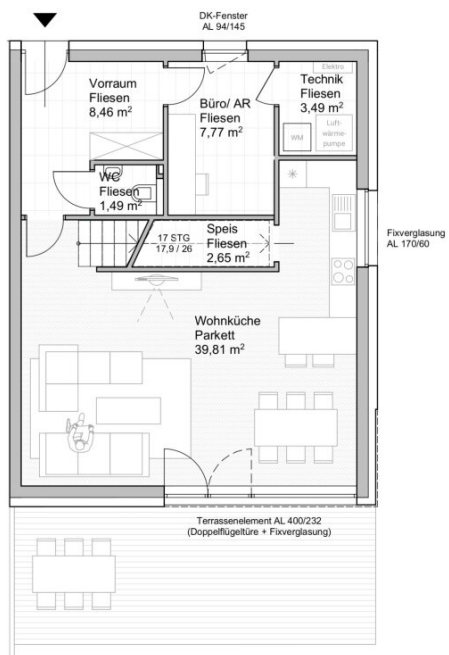 DK-Fenster
AL 94/145
Elektro
Vorraum
Fliesen
8,46 m²
Büro/ AR
Fliesen
7,77 m²
Technik
Fliesen
3,49 m²
WM
Luft-
wärme-
pumpe
WC
Fliesen
1,49 m²
17 STG
17,9 / 26
Speis
Fliesen
2,65 m²
Fixverglasung
AL 170/60
Wohnküche
Parkett
39,81 m²
Terrassenelement AL 400/232
(Doppelflügeltüre + Fixverglasung)